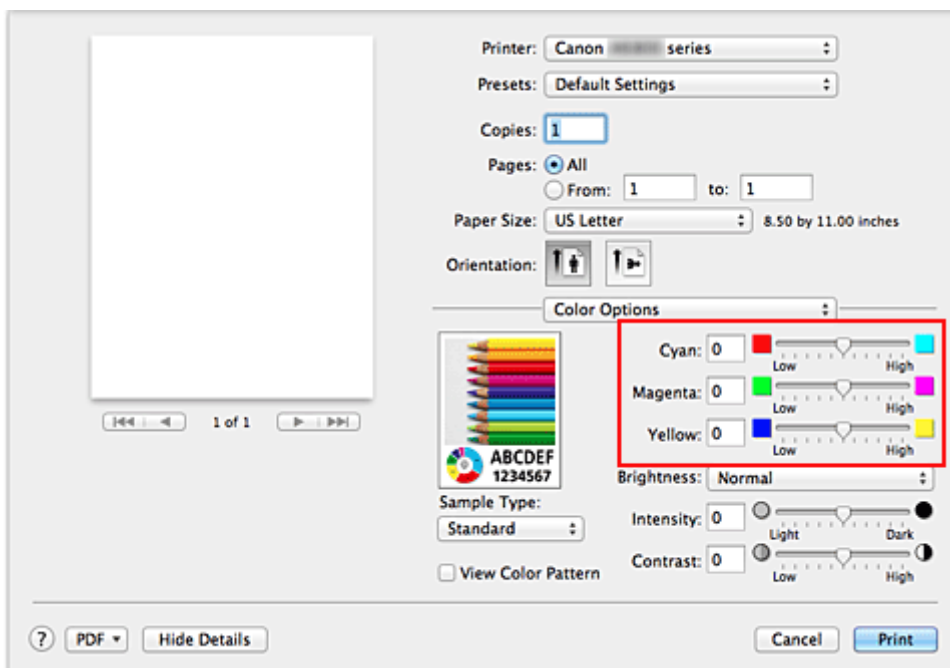 Printer: Canon series
Presets: Default Settings
Copies: 1
Pages: All
From: 1 to: 1
Paper Size: US Letter 8.50 by 11.00 inches
Orientation:
Color Options
Cyan: 0
Low High
Magenta: 0
Low High
Yellow: 0
Low High
1 of 1
ABCDEF
1234567
Sample Type:
Standard
View Color Pattern
Brightness: Normal
Intensity: 0
Light Dark
Contrast: 0
Low High
? PDF Hide Details Cancel Print